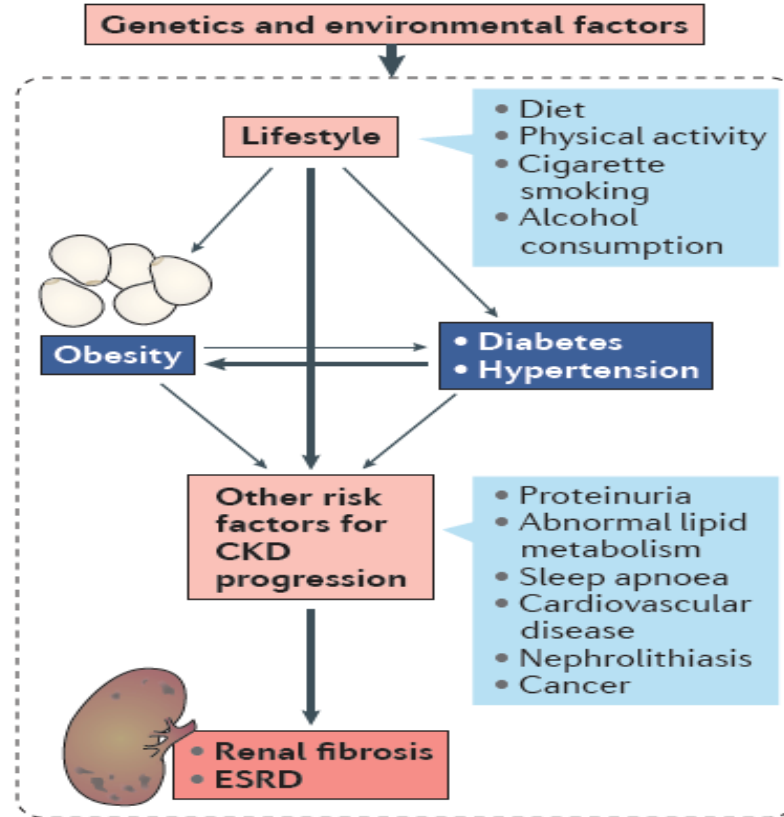 Genetics and environmental factors
Lifestyle
• Diet
• Physical activity
• Cigarette
smoking
• Alcohol
consumption
Obesity
• Diabetes
• Hypertension
Other risk
factors for
CKD
progression
• Proteinuria
• Abnormal lipid
metabolism
• Sleep apnoea
• Cardiovascular
disease
• Nephrolithiasis
• Cancer
• Renal fibrosis
• ESRD